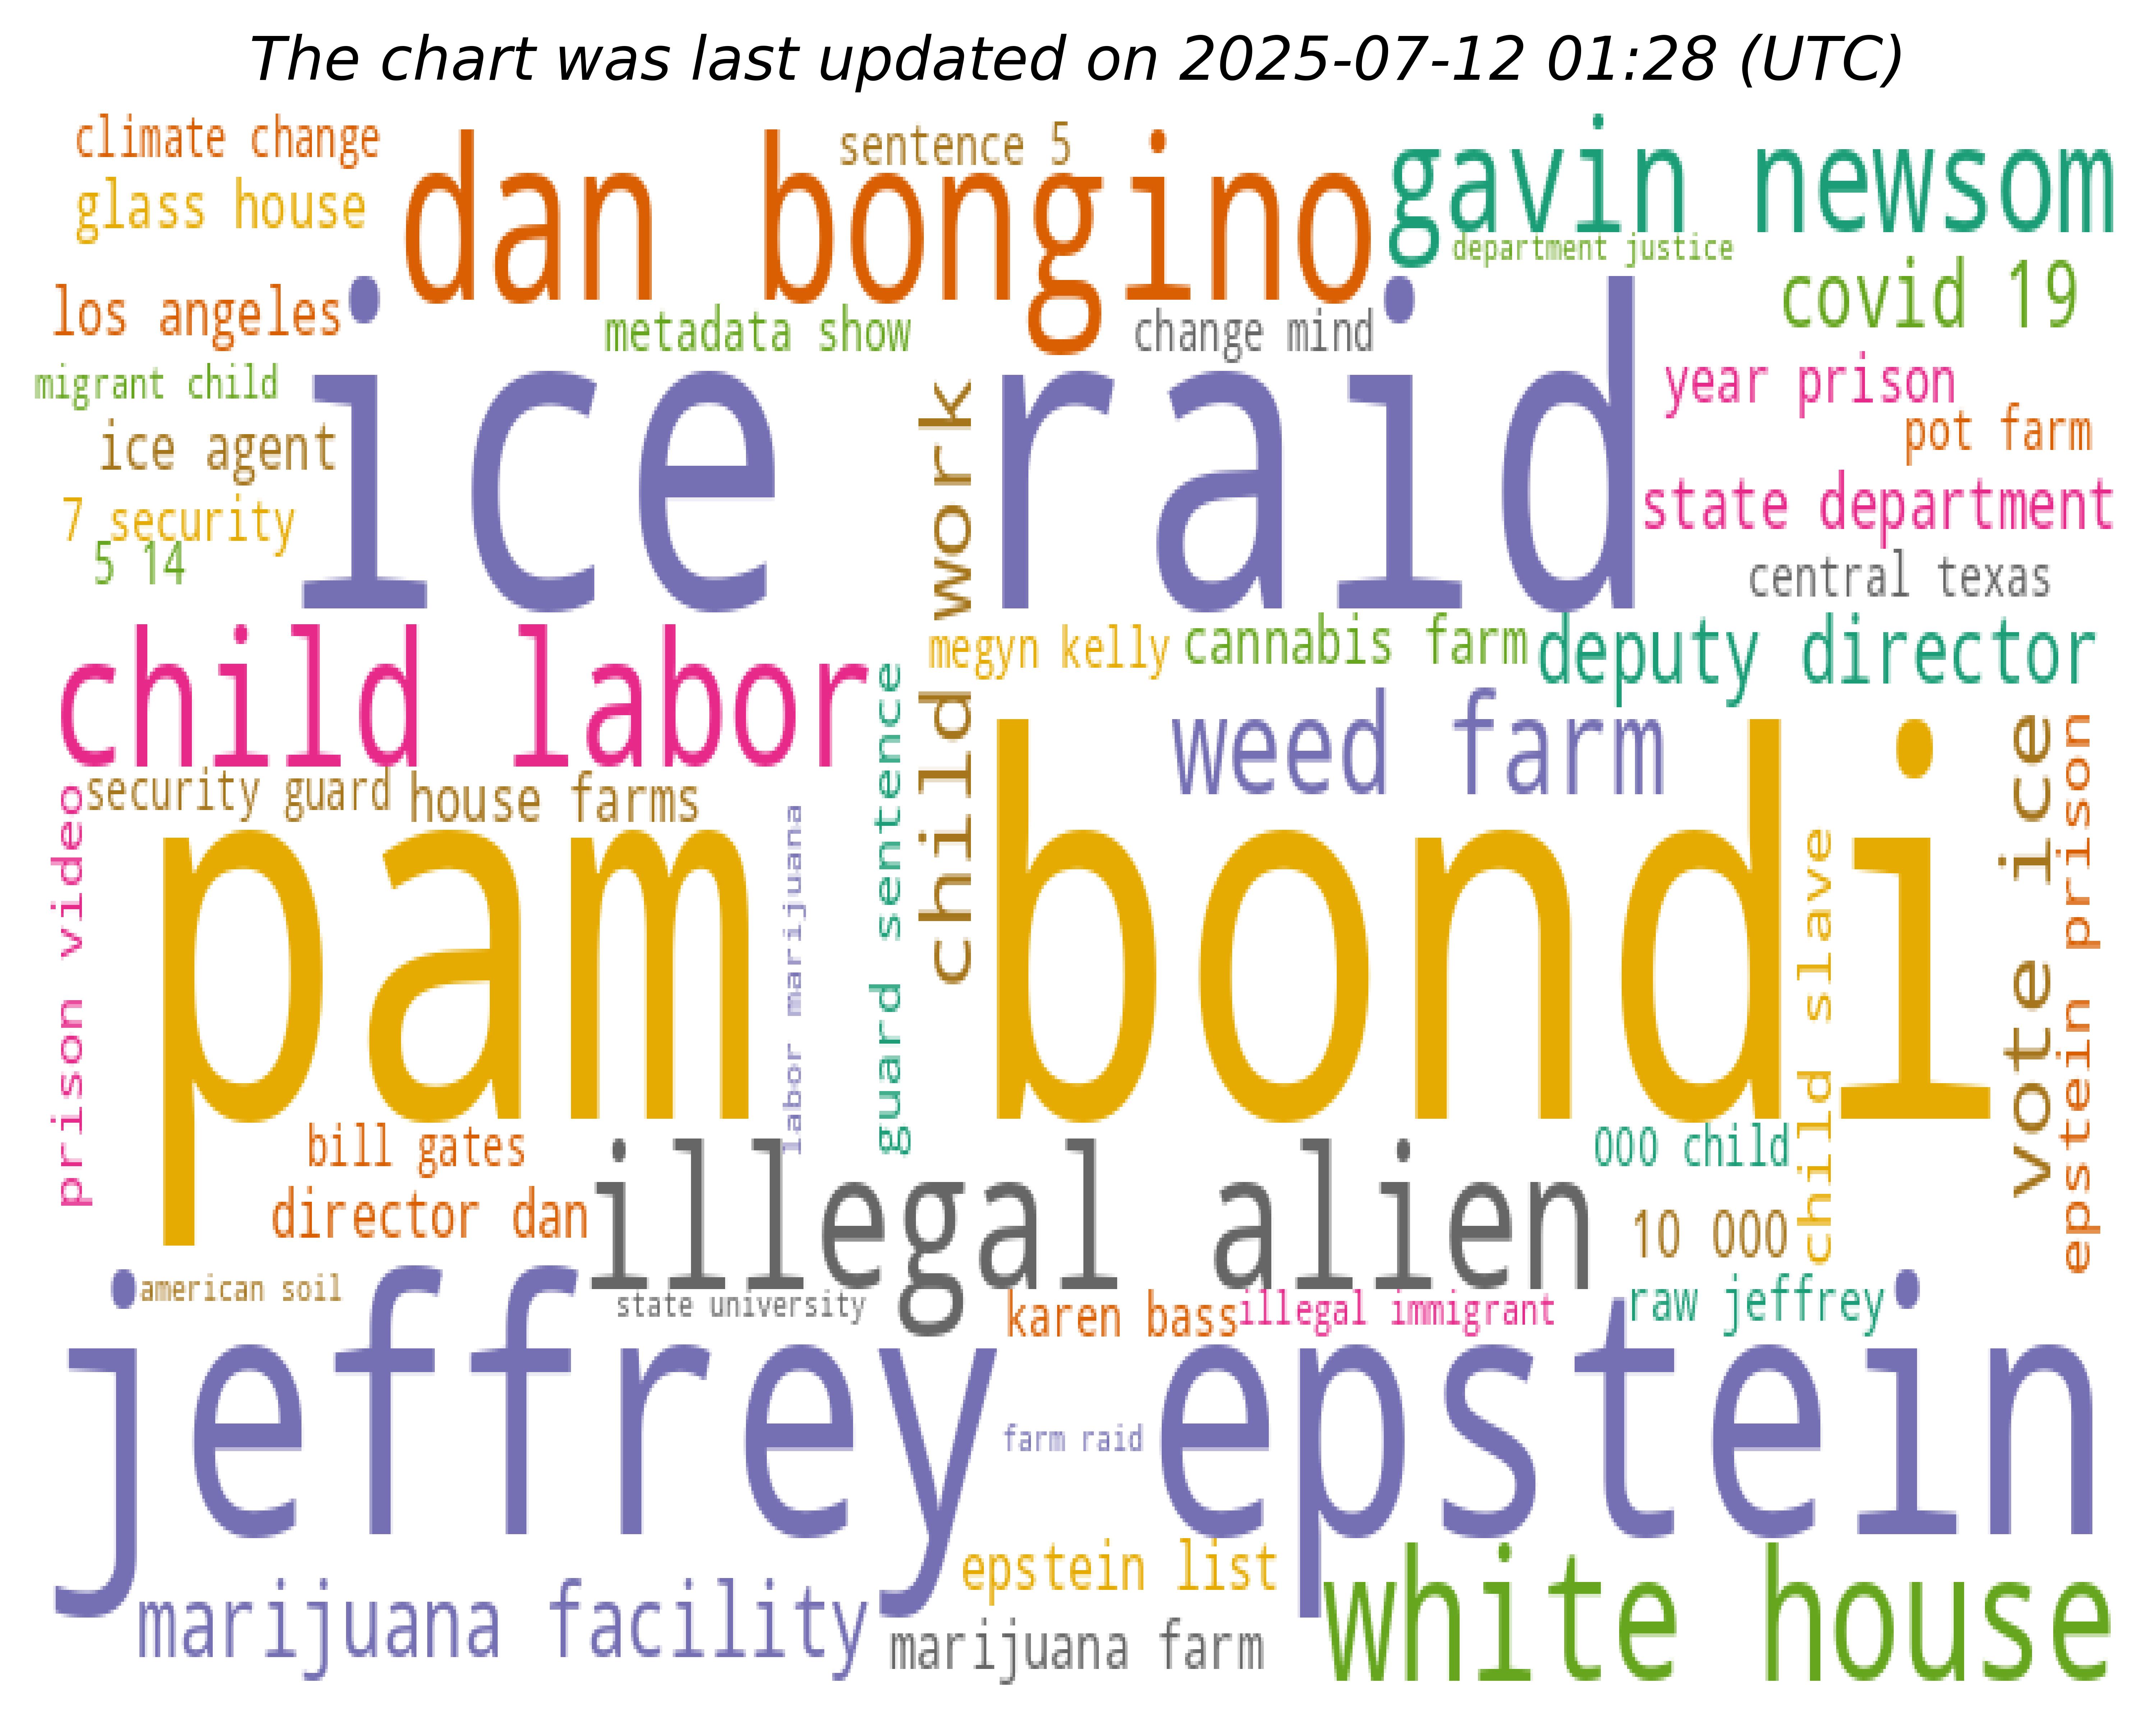 The chart was last updated on 2025-07-12 01:28 (UTC)
climate change
dan bongino
sentence 5
gavin newsom
glass house
department justice
los angeles
metadata show
change mind
covid 19
migrant child
ice raid
year prison
ice agent
pot farm
7 security
state department
5 14
central texas
child work
child labor
megyn kelly
cannabis farm
deputy director
guard sentence
weed farm
security guard
house farms
pam bondi
prison video
labor marijuana
child slave
vote ice
epstein prison
bill gates
illegal alien
000 child
director dan
10 000
american soil
state university
karen bass
illegal immigrant
raw jeffrey
jeffrey epstein
farm raid
epstein list
white house
marijuana facility
marijuana farm